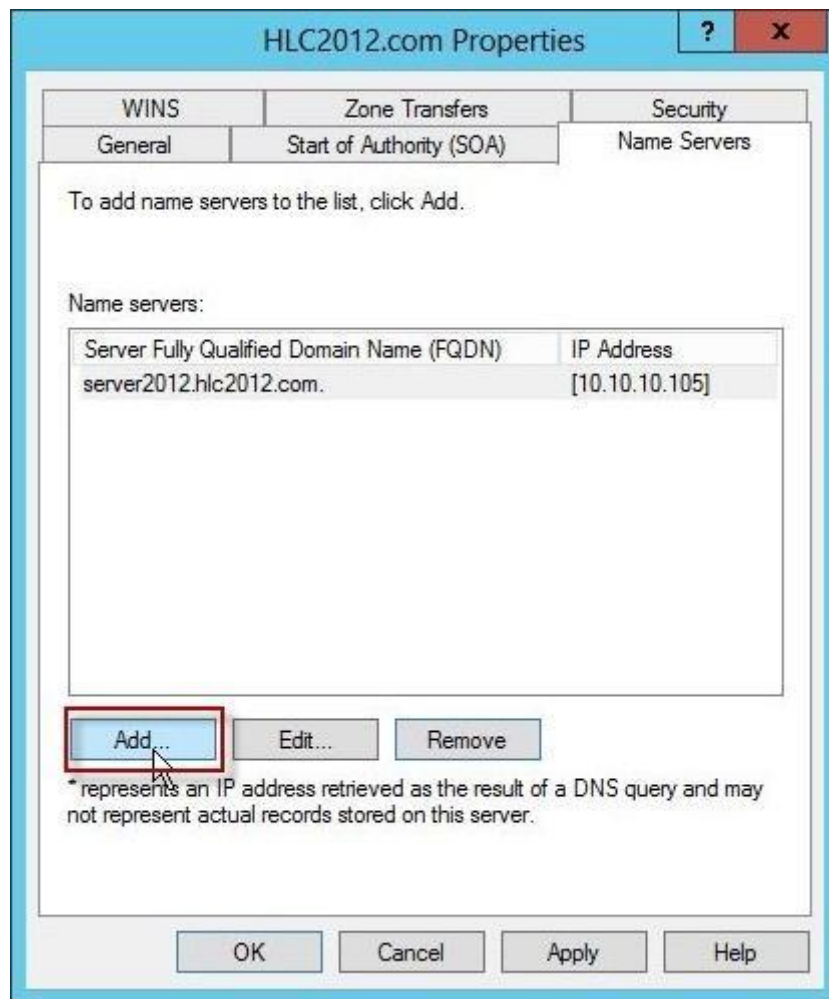 HLC2012.com Properties
?
x
WINS
Zone Transfers
Security
General
Start of Authority (SOA)
Name Servers
To add name servers to the list, click Add.
Name servers:
Server Fully Qualified Domain Name (FQDN)
IP Address
server2012.hlc2012.com.
[10.10.10.105]
Add...
Edit...
Remove
* represents an IP address retrieved as the result of a DNS query and may
not represent actual records stored on this server.
OK
Cancel
Apply
Help